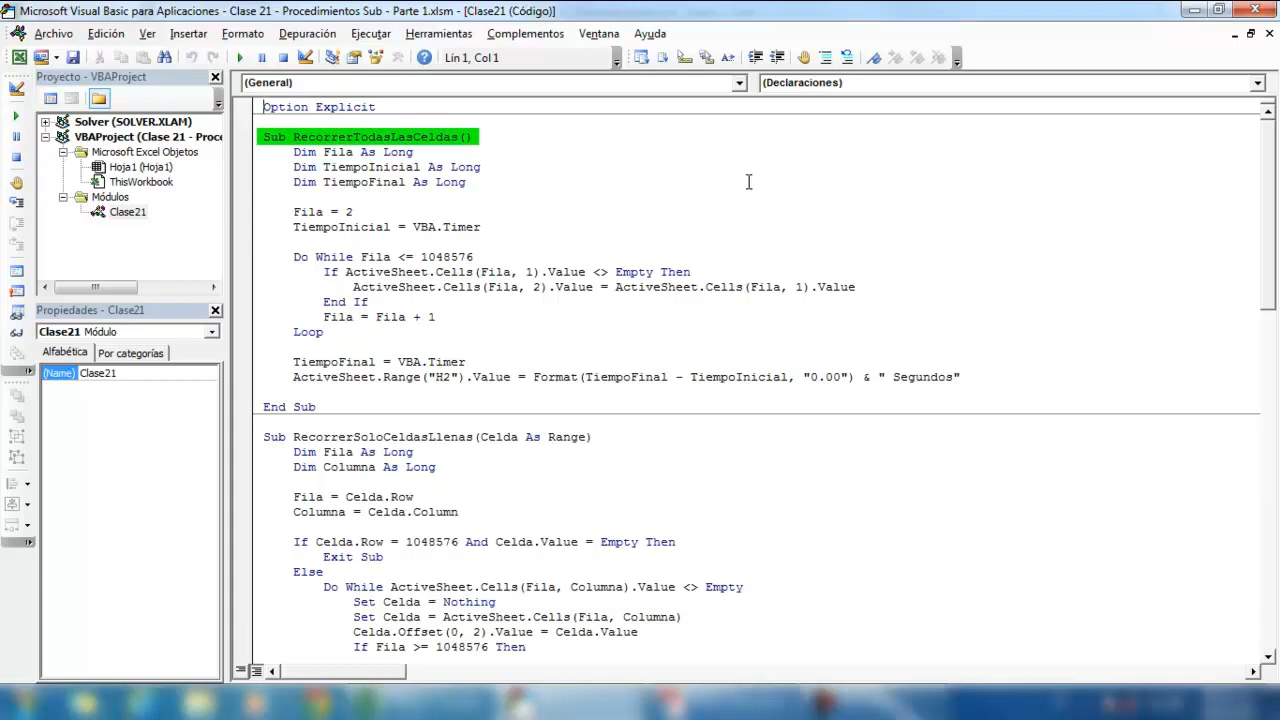 Microsoft Visual Basic para Aplicaciones - Clase 21 - Procedimientos Sub - Parte 1.xlsm - [Clase21 (Código)]
Archivo Edición Ver Insertar Formato Depuración Ejecutar Herramientas Complementos Ventana Ayuda
Lín 1, Col 1
Proyecto - VBAProject
Solver (SOLVER.XLAM)
VBAProject (Clase 21 - Proce
Microsoft Excel Objetos
Hoja1 (Hoja1)
ThisWorkbook
Módulos
Clase21
Propiedades - Clase21
Clase21 Módulo
Alfabética Por categorías
(Name) Clase21
(General) (Declaraciones)
Option Explicit
Sub RecorrerTodasLasCeldas()
Dim Fila As Long
Dim TiempoInicial As Long
Dim TiempoFinal As Long
Fila = 2
TiempoInicial = VBA.Timer
Do While Fila <= 1048576
If ActiveSheet.Cells(Fila, 1).Value <> Empty Then
ActiveSheet.Cells(Fila, 2).Value = ActiveSheet.Cells(Fila, 1).Value
End If
Fila = Fila + 1
Loop
TiempoFinal = VBA.Timer
ActiveSheet.Range("H2").Value = Format(TiempoFinal - TiempoInicial, "0.00") & " Segundos"
End Sub
Sub RecorrerSoloCeldasLlenas(Celda As Range)
Dim Fila As Long
Dim Columna As Long
Fila = Celda.Row
Columna = Celda.Column
If Celda.Row = 1048576 And Celda.Value = Empty Then
Exit Sub
Else
Do While ActiveSheet.Cells(Fila, Columna).Value <> Empty
Set Celda = Nothing
Set Celda = ActiveSheet.Cells(Fila, Columna)
Celda.Offset(0, 2).Value = Celda.Value
If Fila >= 1048576 Then